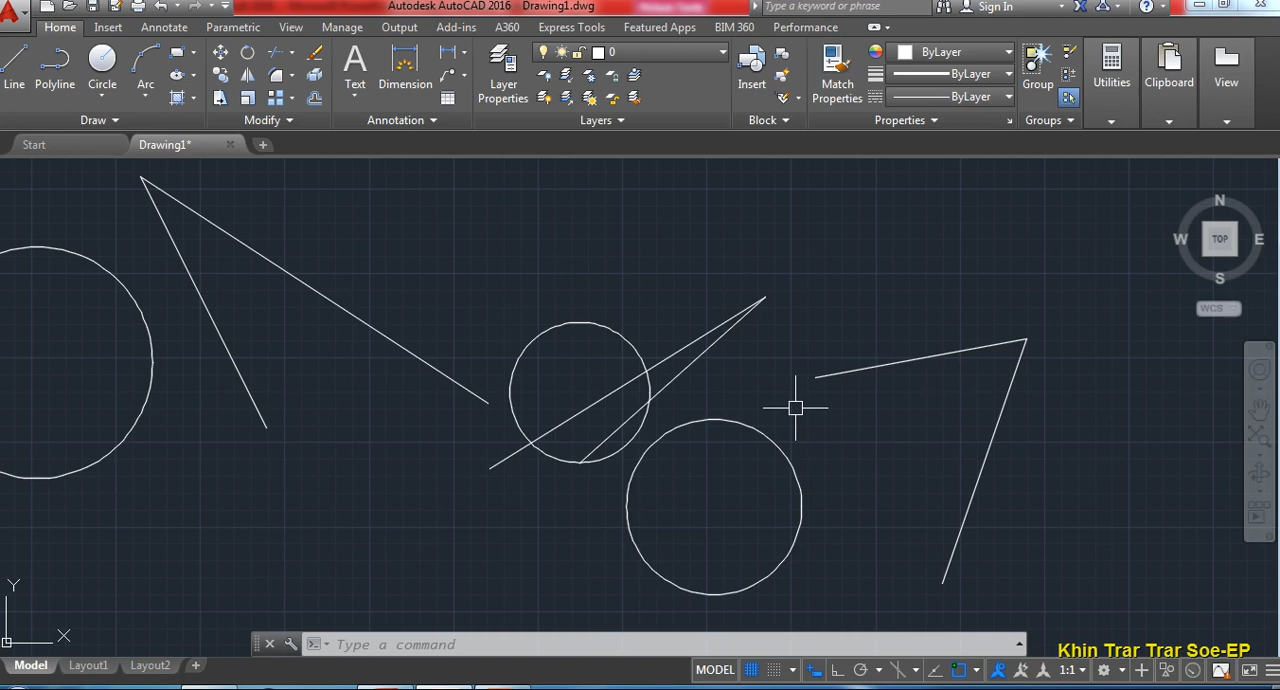 Autodesk AutoCAD 2016 Drawing1.dwg
Type a keyword or phrase
Sign In
Home Insert Annotate Parametric View Manage Output Add-ins A360 Express Tools Featured Apps BIM 360 Performance
Line Polyline Circle Arc
Text Dimension
Layer Properties
0
Insert
Match Properties
ByLayer
ByLayer
ByLayer
Group
Utilities Clipboard View
Draw Modify Annotation Layers Block Properties Groups
Start Drawing1*
N
W TOP E
S
WCS
Y
X
Type a command
Khin Trar Trar Soe-EP
Model Layout1 Layout2
MODEL 1:1